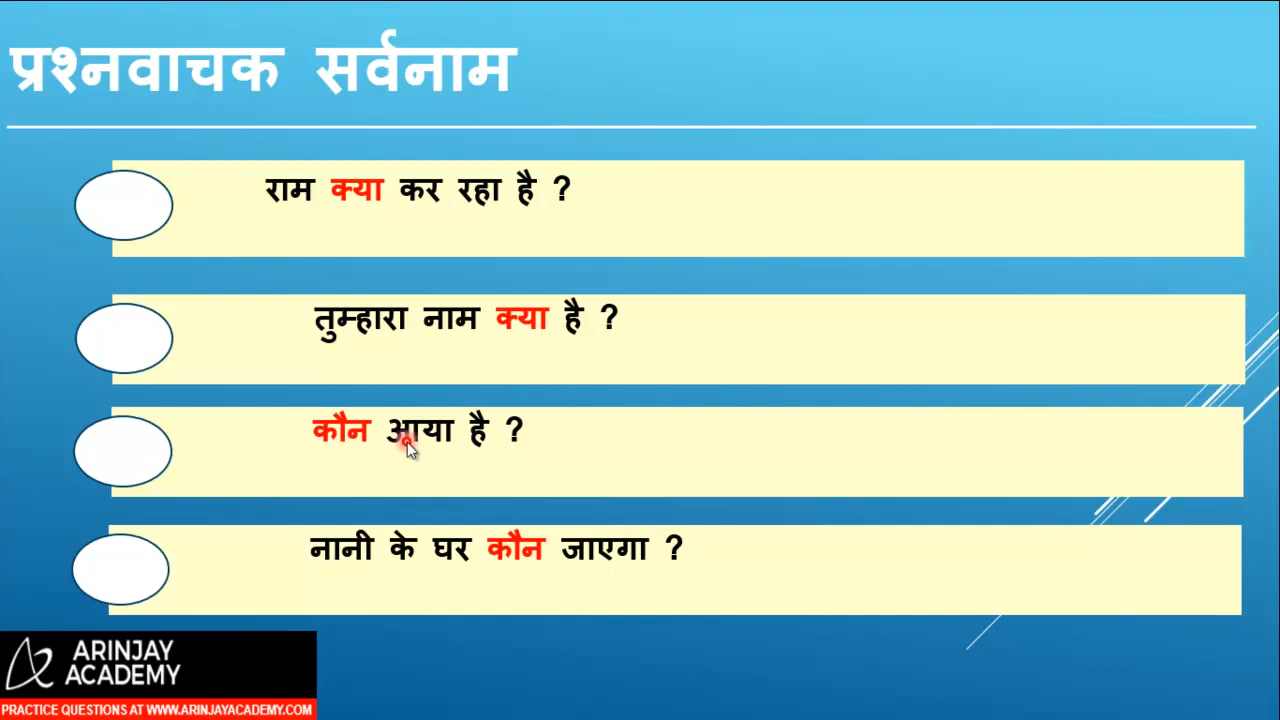 प्रश्नवाचक सर्वनाम
राम क्या कर रहा है ?
तुम्हारा नाम क्या है ?
कौन आया है ?
नानी के घर कौन जाएगा ?
ARINJAY
ACADEMY
PRACTICE QUESTIONS AT WWW.ARINJAYACADEMY.COM